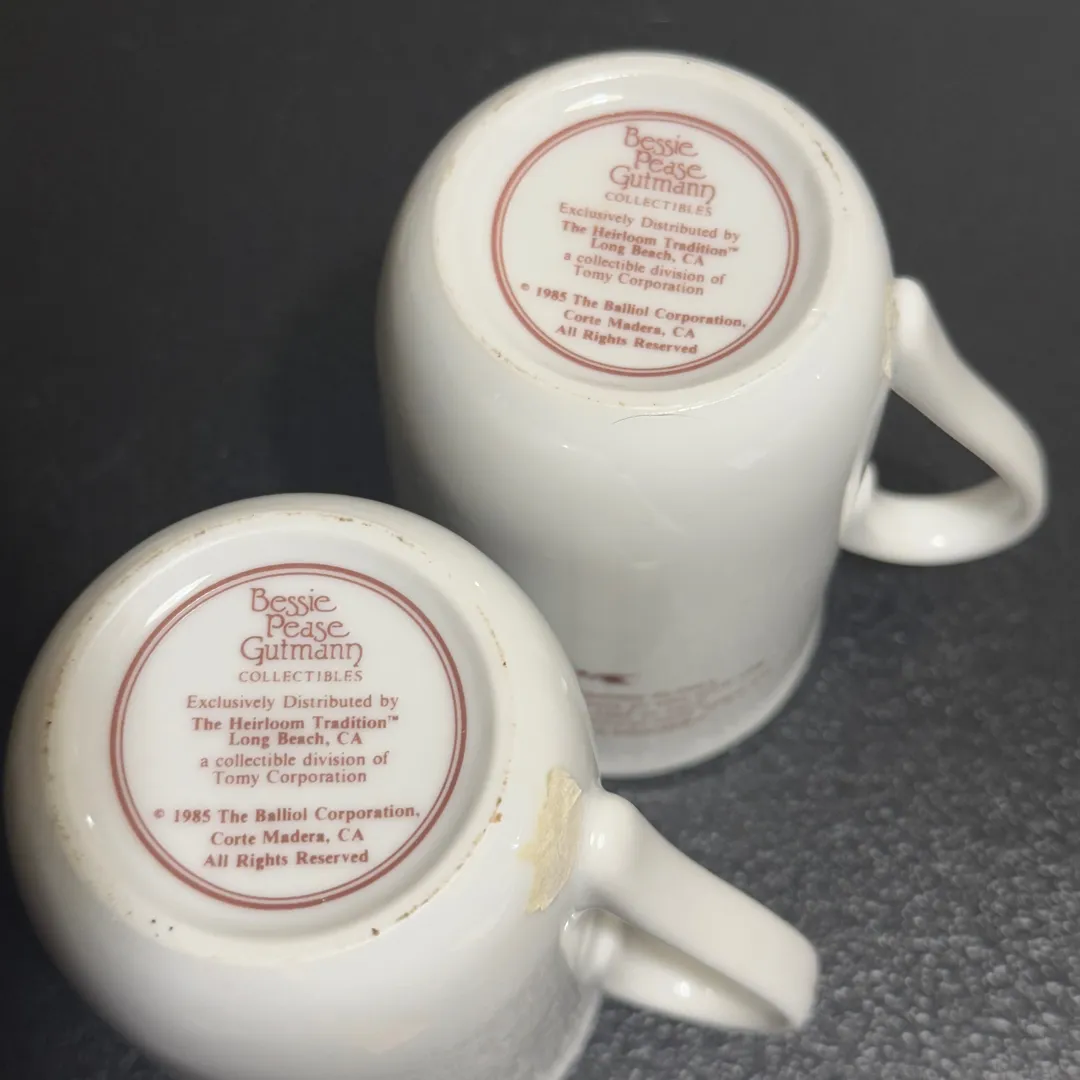 Bessie
Pease
Gutmann
COLLECTIBLES
Exclusively Distributed by
The Heirloom Tradition™
Long Beach, CA
a collectible division of
Tomy Corporation
© 1985 The Balliol Corporation,
Corte Madera, CA
All Rights Reserved
Bessie
Pease
Gutmann
COLLECTIBLES
Exclusively Distributed by
The Heirloom Tradition™
Long Beach, CA
a collectible division of
Tomy Corporation
© 1985 The Balliol Corporation,
Corte Madera, CA
All Rights Reserved